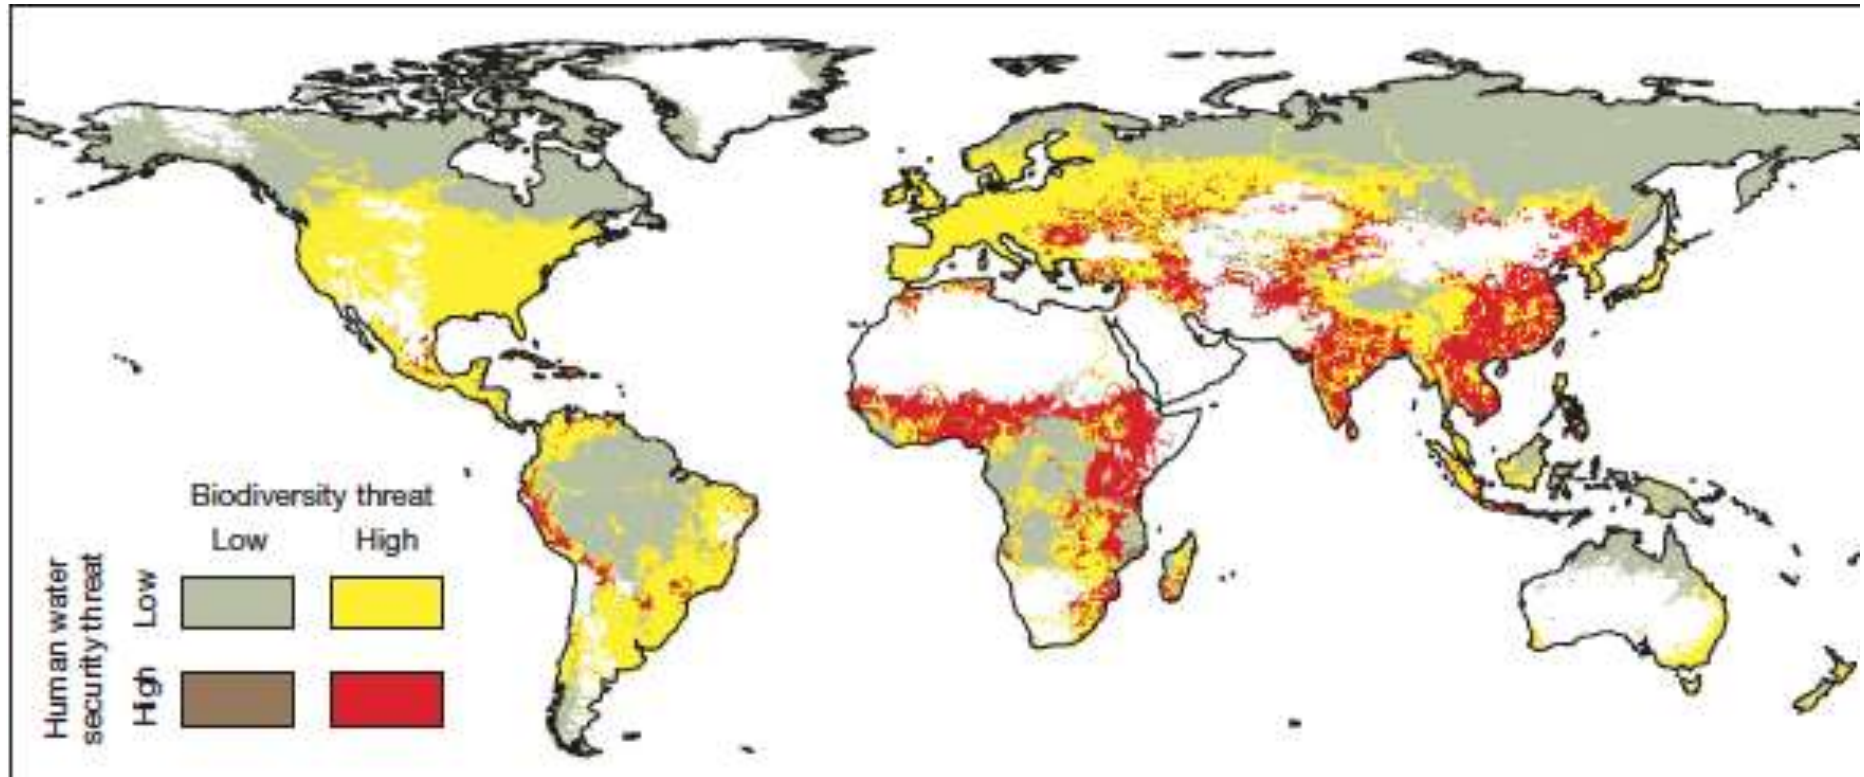 Biodiversity threat
Low High
Human water
security threat
Low
High